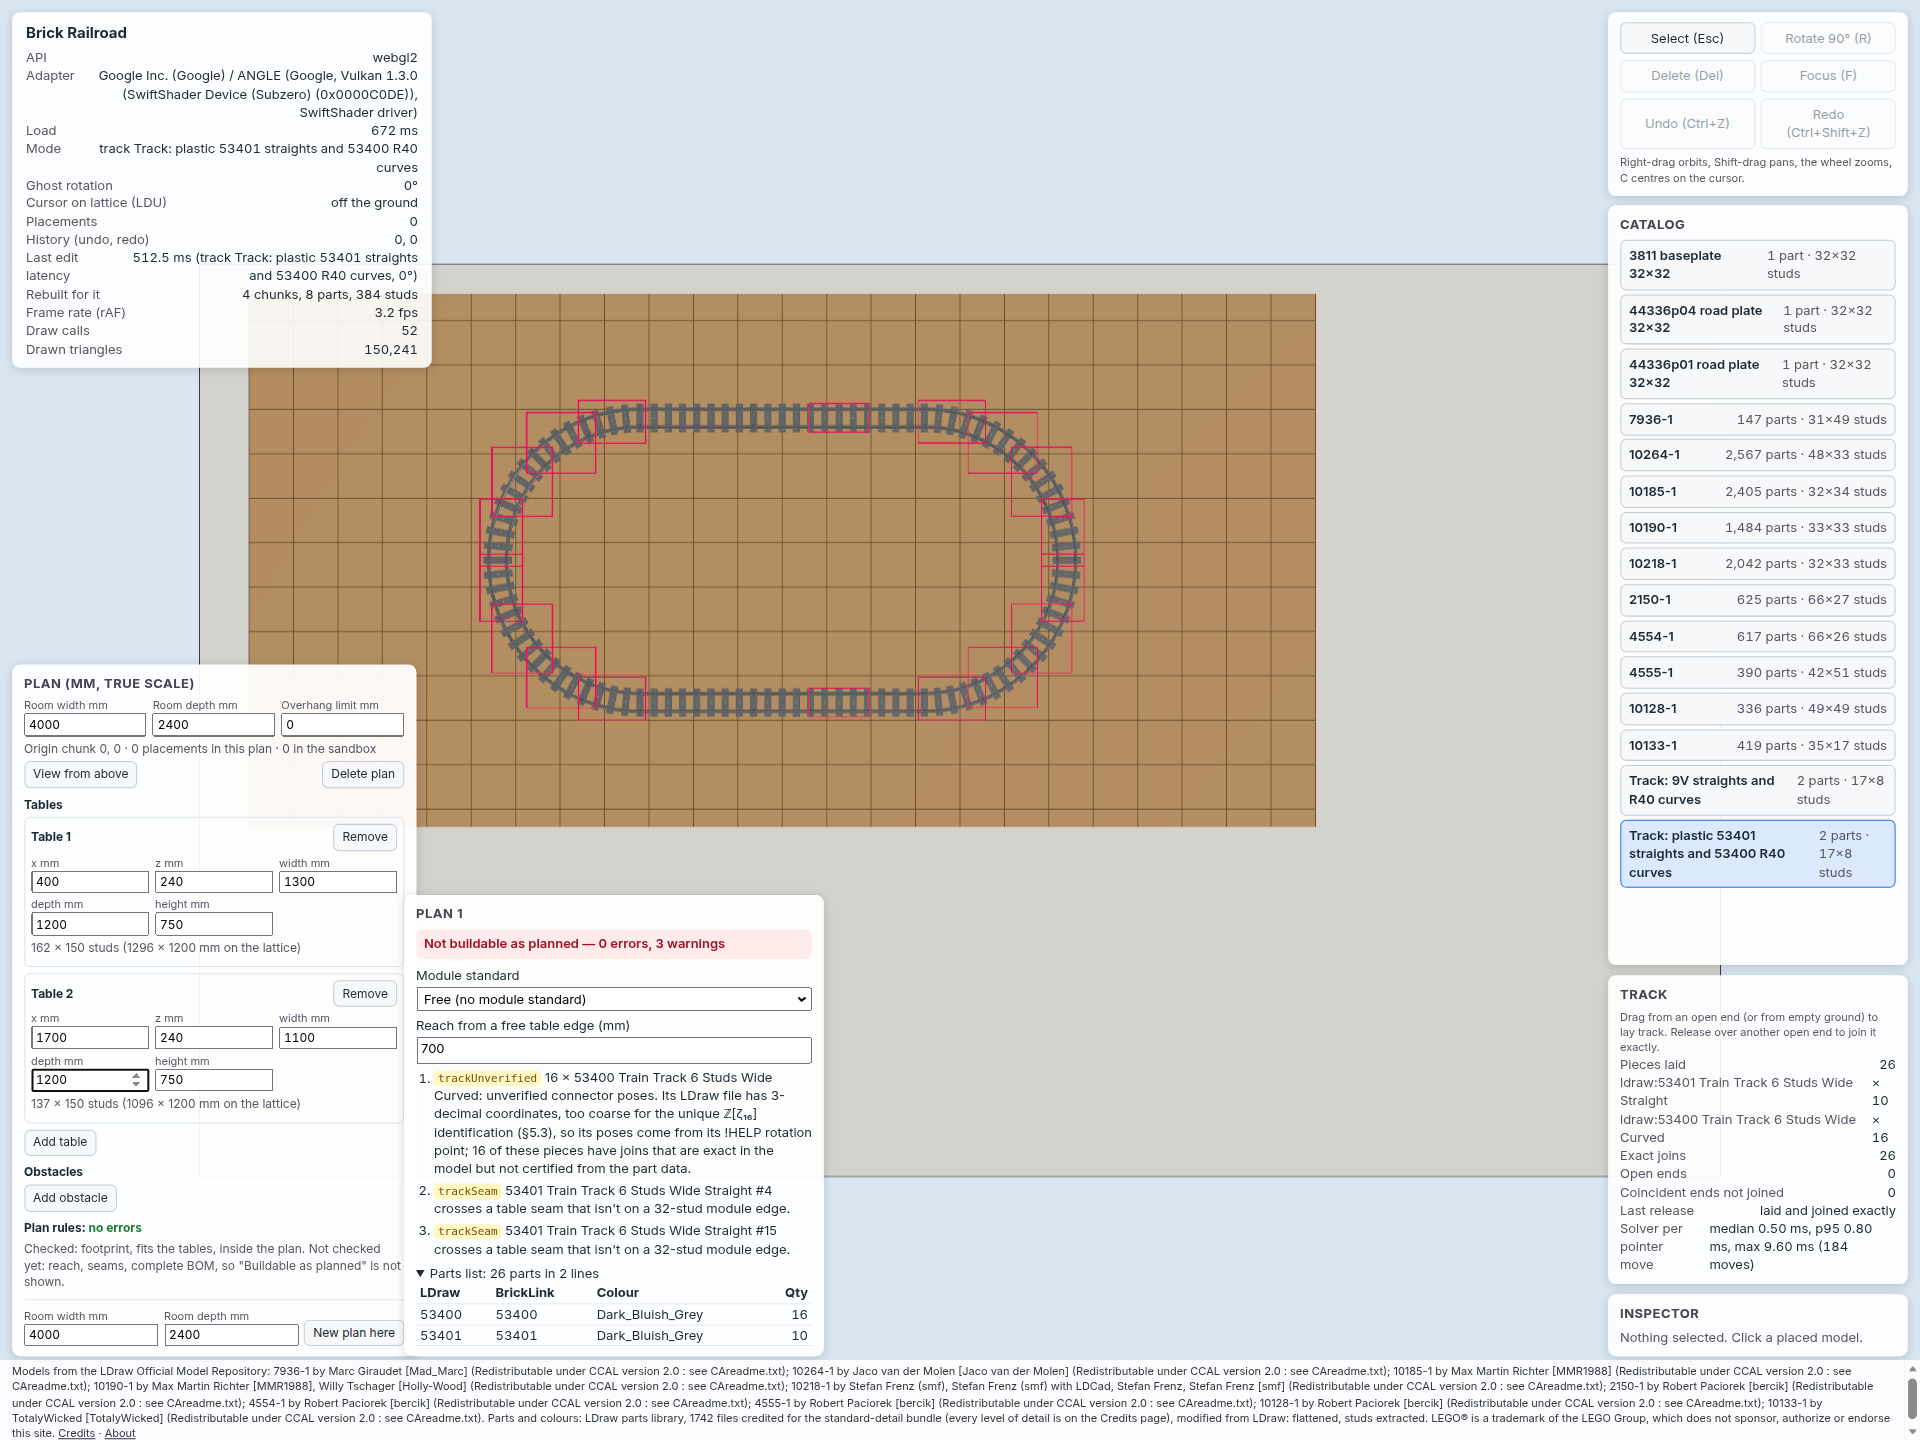 Brick Railroad
API webgl2
Adapter Google Inc. (Google) / ANGLE (Google, Vulkan 1.3.0
(SwiftShader Device (Subzero) (0x0000C0DE)),
SwiftShader driver)
Load 672 ms
Mode track Track: plastic 53401 straights and 53400 R40
curves
Ghost rotation 0°
Cursor on lattice (LDU) off the ground
Placements 0
History (undo, redo) 0, 0
Last edit 512.5 ms (track Track: plastic 53401 straights
latency and 53400 R40 curves, 0°)
Rebuilt for it 4 chunks, 8 parts, 384 studs
Frame rate (rAF) 3.2 fps
Draw calls 52
Drawn triangles 150,241
PLAN (MM, TRUE SCALE)
Room width mm Room depth mm Overhang limit mm
4000 2400 0
Origin chunk 0, 0 · 0 placements in this plan · 0 in the sandbox
View from above Delete plan
Tables
Table 1 Remove
x mm z mm width mm
400 240 1300
depth mm height mm
1200 750
162 × 150 studs (1296 × 1200 mm on the lattice)
Table 2 Remove
x mm z mm width mm
1700 240 1100
depth mm height mm
1200 750
137 × 150 studs (1096 × 1200 mm on the lattice)
Add table
Obstacles
Add obstacle
Plan rules: no errors
Checked: footprint, fits the tables, inside the plan. Not checked
yet: reach, seams, complete BOM, so "Buildable as planned" is not
shown.
Room width mm Room depth mm
4000 2400 New plan here
PLAN 1
Not buildable as planned — 0 errors, 3 warnings
Module standard
Free (no module standard)
Reach from a free table edge (mm)
700
1. trackUnverified 16 × 53400 Train Track 6 Studs Wide
Curved: unverified connector poses. Its LDraw file has 3-
decimal coordinates, too coarse for the unique ℤ[ζ₁₆]
identification (§5.3), so its poses come from its !HELP rotation
point; 16 of these pieces have joins that are exact in the
model but not certified from the part data.
2. trackSeam 53401 Train Track 6 Studs Wide Straight #4
crosses a table seam that isn't on a 32-stud module edge.
3. trackSeam 53401 Train Track 6 Studs Wide Straight #15
crosses a table seam that isn't on a 32-stud module edge.
▼ Parts list: 26 parts in 2 lines
LDraw BrickLink Colour Qty
53400 53400 Dark_Bluish_Grey 16
53401 53401 Dark_Bluish_Grey 10
Select (Esc) Rotate 90° (R)
Delete (Del) Focus (F)
Undo (Ctrl+Z) Redo
(Ctrl+Shift+Z)
Right-drag orbits, Shift-drag pans, the wheel zooms,
C centres on the cursor.
CATALOG
3811 baseplate 1 part · 32×32
32×32 studs
44336p04 road plate 1 part · 32×32
32×32 studs
44336p01 road plate 1 part · 32×32
32×32 studs
7936-1 147 parts · 31×49 studs
10264-1 2,567 parts · 48×33 studs
10185-1 2,405 parts · 32×34 studs
10190-1 1,484 parts · 33×33 studs
10218-1 2,042 parts · 32×33 studs
2150-1 625 parts · 66×27 studs
4554-1 617 parts · 66×26 studs
4555-1 390 parts · 42×51 studs
10128-1 336 parts · 49×49 studs
10133-1 419 parts · 35×17 studs
Track: 9V straights and 2 parts · 17×8
R40 curves studs
Track: plastic 53401 2 parts ·
straights and 53400 R40 17×8
curves studs
TRACK
Drag from an open end (or from empty ground) to
lay track. Release over another open end to join it
exactly.
Pieces laid 26
ldraw:53401 Train Track 6 Studs Wide ×
Straight 10
ldraw:53400 Train Track 6 Studs Wide ×
Curved 16
Exact joins 26
Open ends 0
Coincident ends not joined 0
Last release laid and joined exactly
Solver per median 0.50 ms, p95 0.80
pointer ms, max 9.60 ms (184
move moves)
INSPECTOR
Nothing selected. Click a placed model.
Models from the LDraw Official Model Repository: 7936-1 by Marc Giraudet [Mad_Marc] (Redistributable under CCAL version 2.0 : see CAreadme.txt); 10264-1 by Jaco van der Molen [Jaco van der Molen] (Redistributable under CCAL version 2.0 : see CAreadme.txt); 10185-1 by Max Martin Richter [MMR1988] (Redistributable under CCAL version 2.0 : see
CAreadme.txt); 10190-1 by Max Martin Richter [MMR1988], Willy Tschager [Holly-Wood] (Redistributable under CCAL version 2.0 : see CAreadme.txt); 10218-1 by Stefan Frenz (smf), Stefan Frenz (smf) with LDCad, Stefan Frenz, Stefan Frenz [smf] (Redistributable under CCAL version 2.0 : see CAreadme.txt); 2150-1 by Robert Paciorek [bercik] (Redistributable
under CCAL version 2.0 : see CAreadme.txt); 4554-1 by Robert Paciorek [bercik] (Redistributable under CCAL version 2.0 : see CAreadme.txt); 4555-1 by Robert Paciorek [bercik] (Redistributable under CCAL version 2.0 : see CAreadme.txt); 10128-1 by Robert Paciorek [bercik] (Redistributable under CCAL version 2.0 : see CAreadme.txt); 10133-1 by
TotalyWicked [TotalyWicked] (Redistributable under CCAL version 2.0 : see CAreadme.txt). Parts and colours: LDraw parts library, 1742 files credited for the standard-detail bundle (every level of detail is on the Credits page), modified from LDraw: flattened, studs extracted. LEGO® is a trademark of the LEGO Group, which does not sponsor, authorize or endorse
this site. Credits · About